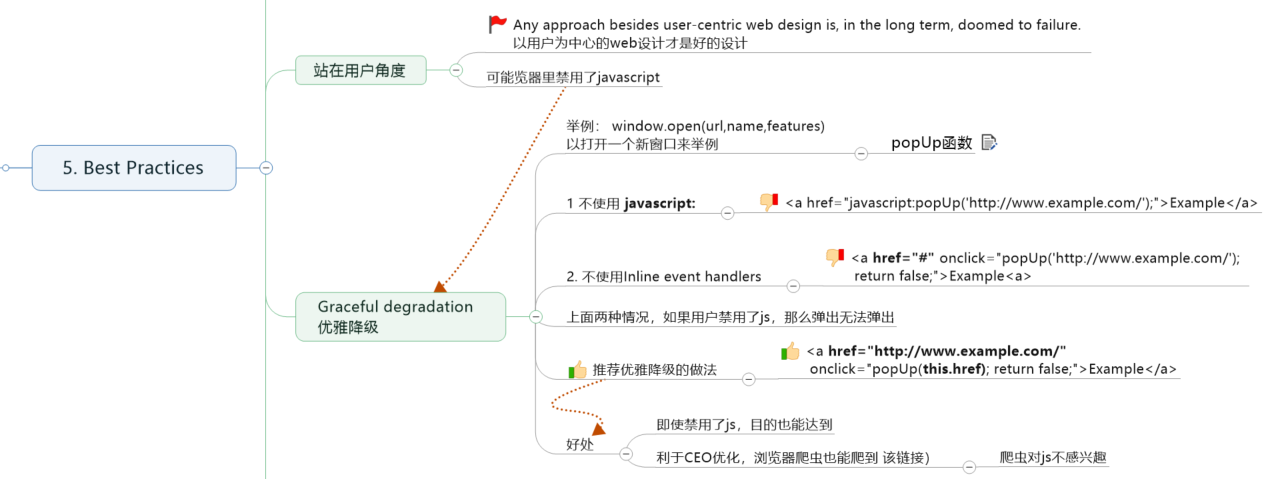 5. Best Practices
站在用户角度
Any approach besides user-centric web design is, in the long term, doomed to failure.
以用户为中心的web设计才是好的设计
可能览器里禁用了javascript
Graceful degradation
优雅降级
举例： window.open(url,name,features)
以打开一个新窗口来举例
popUp函数
1 不使用 javascript:
<a href="javascript:popUp('http://www.example.com/');">Example</a>
2. 不使用Inline event handlers
<a href="#" onclick="popUp('http://www.example.com/');
return false;">Example<a>
上面两种情况，如果用户禁用了js，那么弹出无法弹出
推荐优雅降级的做法
<a href="http://www.example.com/"
onclick="popUp(this.href); return false;">Example</a>
好处
即使禁用了js，目的也能达到
利于CEO优化，浏览器爬虫也能爬到 该链接）
爬虫对js不感兴趣